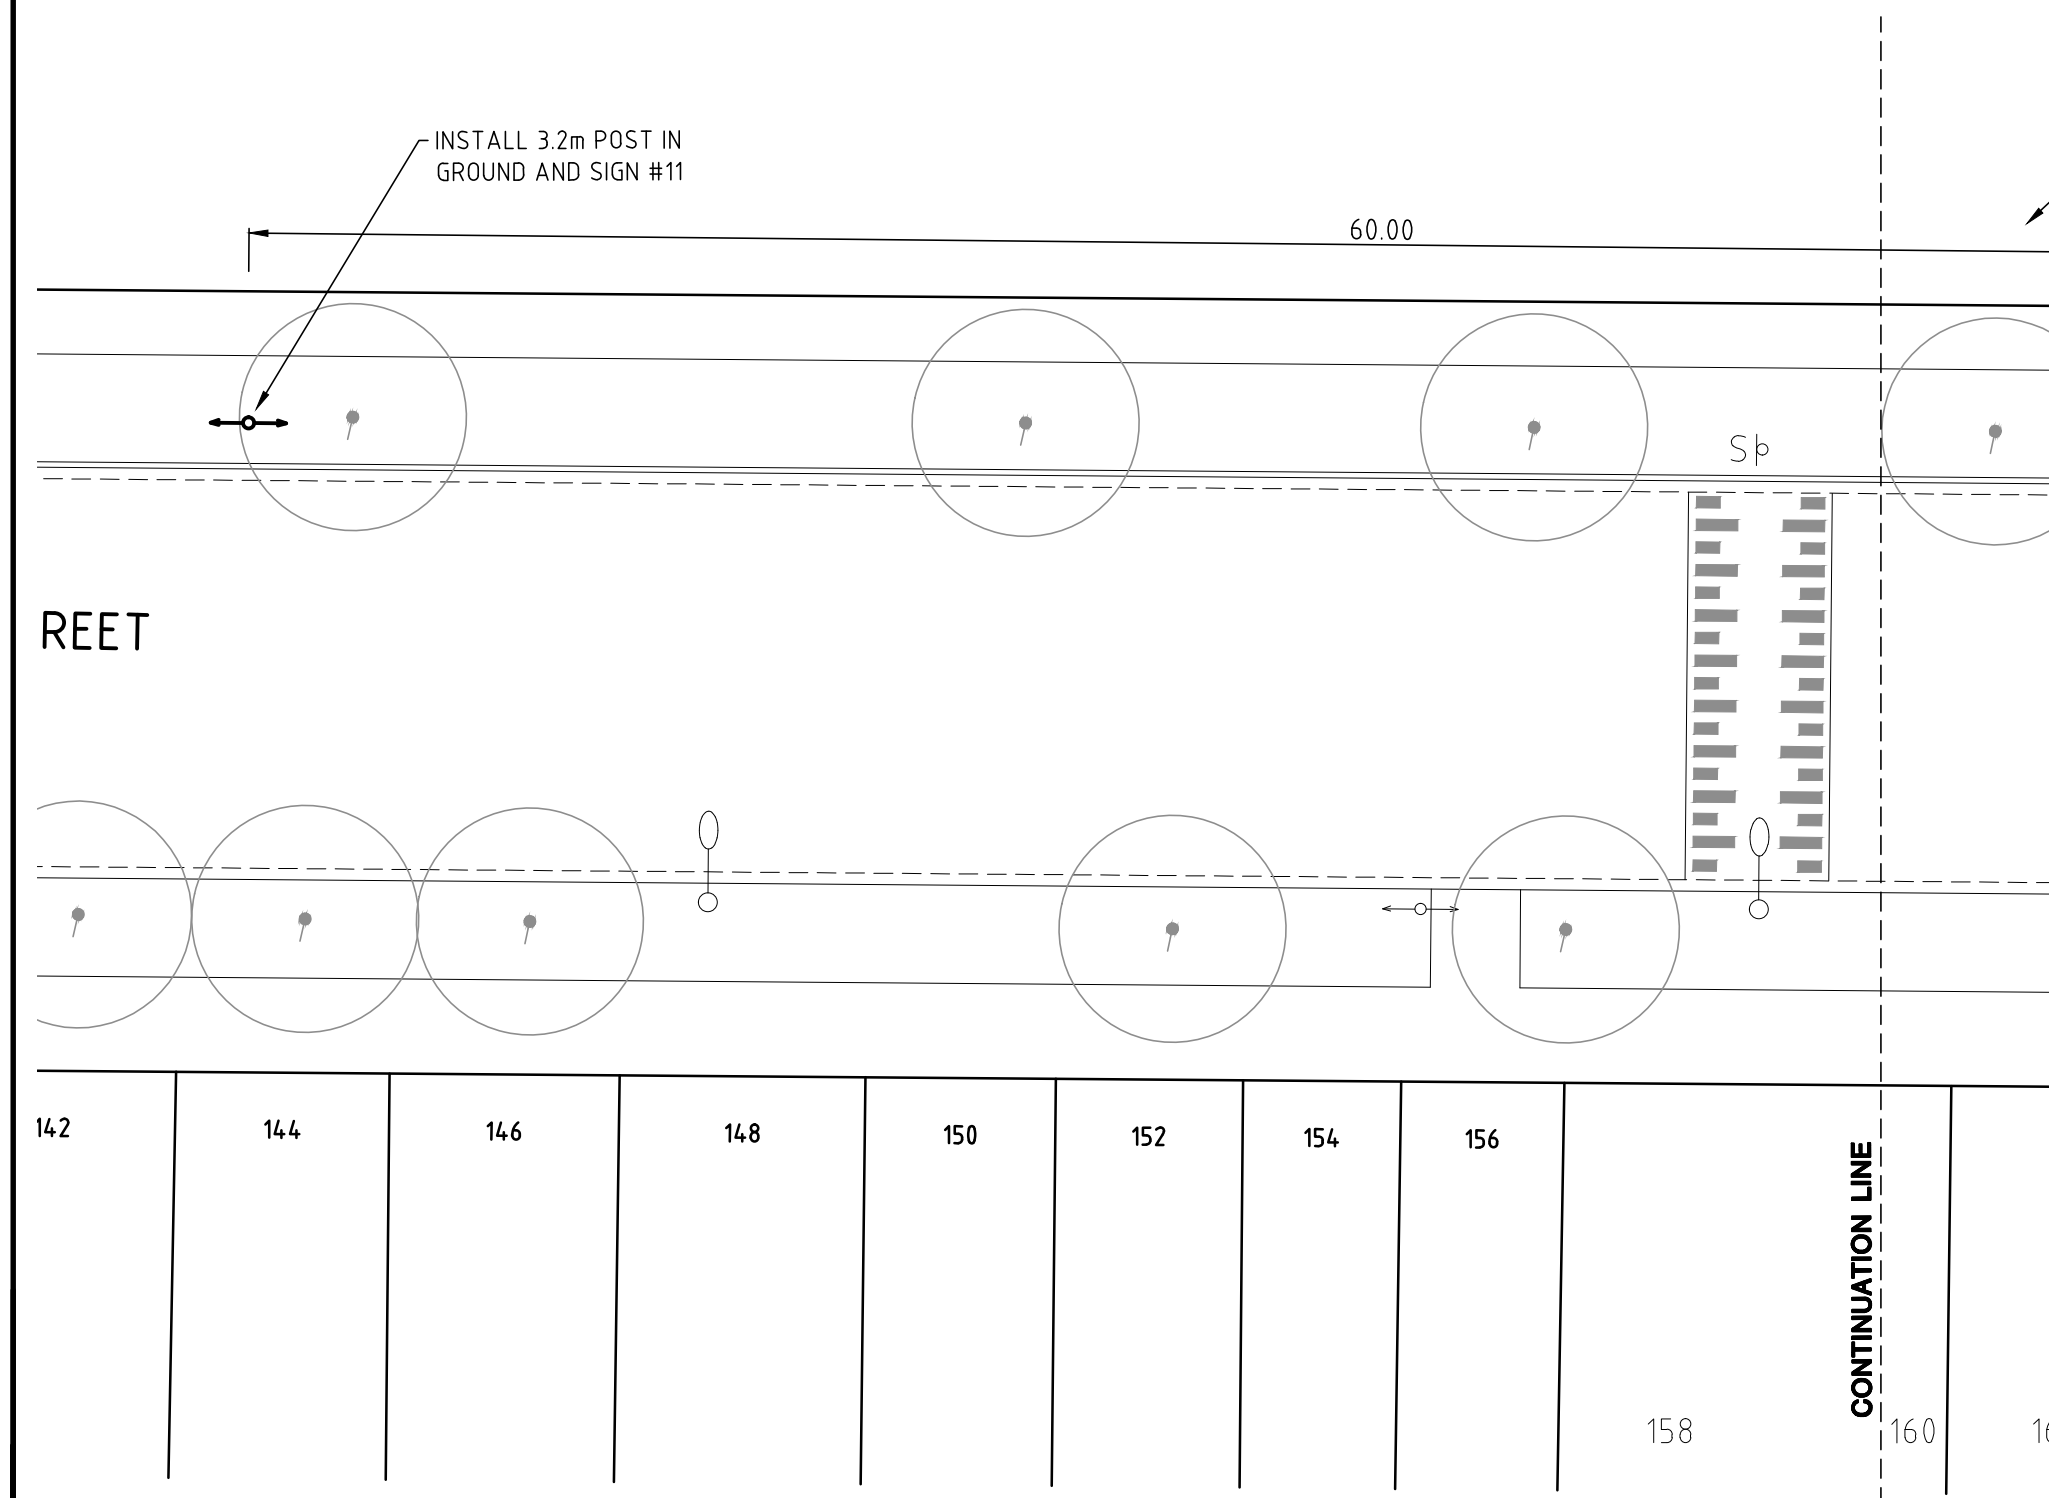 INSTALL 3.2m POST IN
GROUND AND SIGN #11
60.00
S
REET
142
144
146
148
150
152
154
156
CONTINUATION LINE
158
160